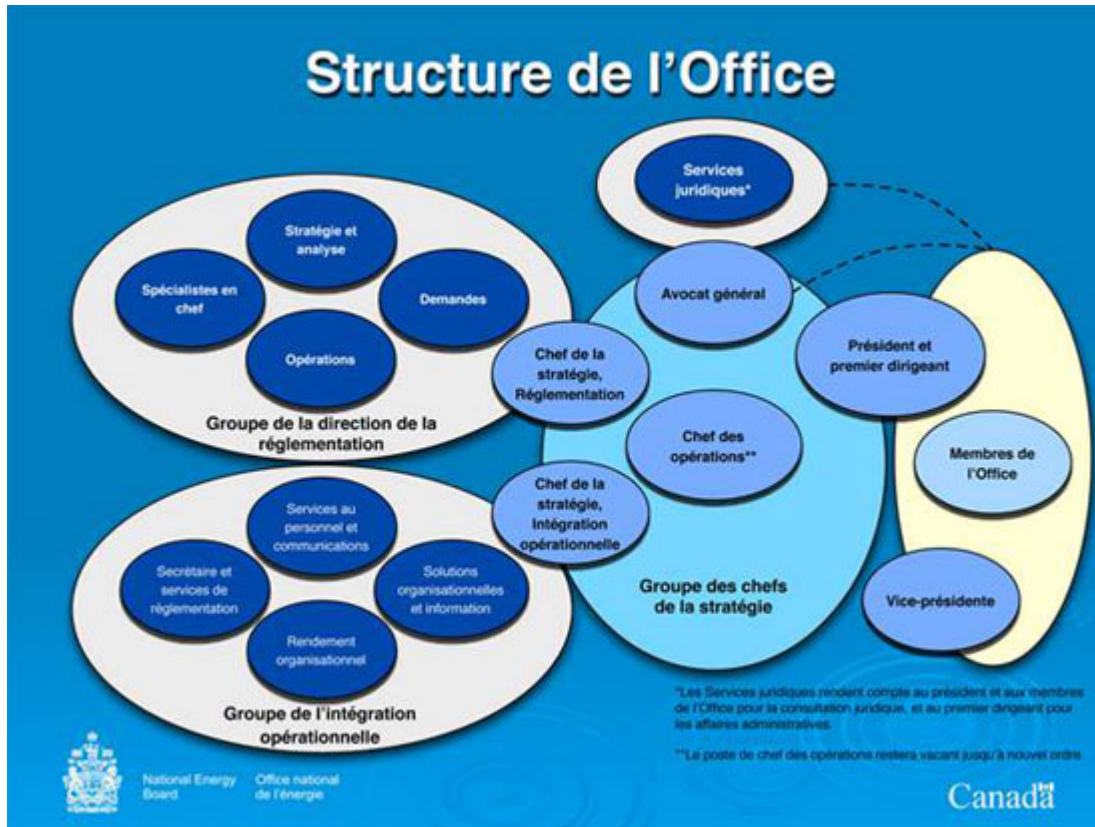 Structure de l'Office
Services
juridiques*
Stratégie et
analyse
Spécialistes en
chef
Demandes
Opérations
Groupe de la direction de la
réglementation
Avocat général
Chef de la
stratégie,
Réglementation
Président et
premier dirigeant
Chef des
opérations**
Membres de
l'Office
Chef de la
stratégie,
Intégration
opérationnelle
Groupe des chefs
de la stratégie
Vice-présidente
Services au
personnel et
communications
Secrétaire et
services de
réglementation
Solutions
organisationnelles
et information
Rendement
organisationnel
Groupe de l'intégration
opérationnelle
*Les Services juridiques rendent compte au président et aux membres
de l'Office pour la consultation juridique, et au premier dirigeant pour
les affaires administratives.
**Le poste de chef des opérations restera vacant jusqu'à nouvel ordre.
National Energy
Board
Office national
de l'énergie
Canada